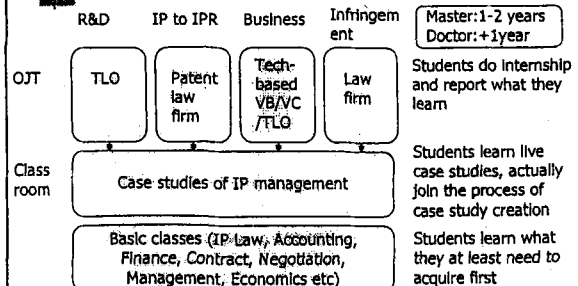 R&D
IP to IPR
Business
Infringem
ent
Master:1-2 years
Doctor:+1year
OJT
TLO
Patent
law
firm
Tech-
based
VB/VC
/TLO
Law
firm
Students do internship
and report what they
learn
Class
room
Case studies of IP management
Students learn live
case studies, actually
join the process of
case study creation
Basic classes (IP Law, Accounting,
Finance, Contract, Negotiation,
Management, Economics etc)
Students learn what
they at least need to
acquire first